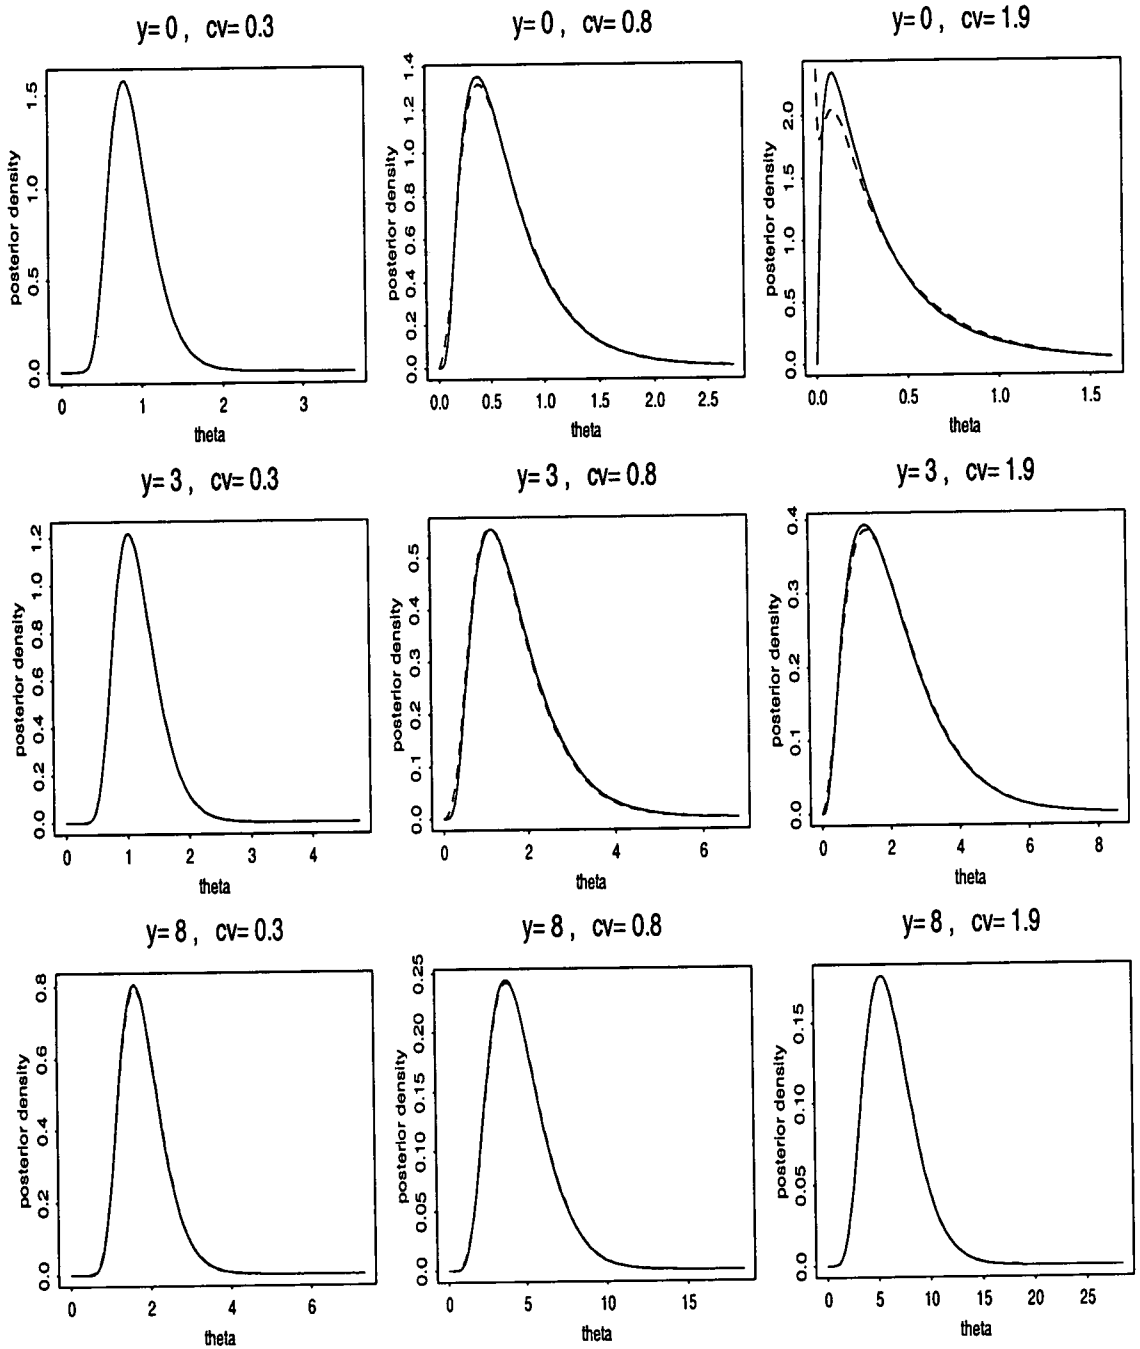 y= 0 , cv= 0.3
y= 0 , cv= 0.8
y= 0 , cv= 1.9
posterior density
0.0 0.5 1.0 1.5
0 1 2 3
theta
posterior density
0.0 0.2 0.4 0.6 0.8 1.0 1.2 1.4
0.0 0.5 1.0 1.5 2.0 2.5
theta
posterior density
0.0 0.5 1.0 1.5 2.0
0.0 0.5 1.0 1.5
theta
y= 3 , cv= 0.3
y= 3 , cv= 0.8
y= 3 , cv= 1.9
posterior density
0.0 0.2 0.4 0.6 0.8 1.0 1.2
0 1 2 3 4
theta
posterior density
0.0 0.1 0.2 0.3 0.4 0.5
0 2 4 6
theta
posterior density
0.0 0.1 0.2 0.3 0.4
0 2 4 6 8
theta
y= 8 , cv= 0.3
y= 8 , cv= 0.8
y= 8 , cv= 1.9
posterior density
0.0 0.2 0.4 0.6 0.8
0 2 4 6
theta
posterior density
0.0 0.05 0.10 0.15 0.20 0.25
0 5 10 15
theta
posterior density
0.0 0.05 0.10 0.15
0 5 10 15 20 25
theta